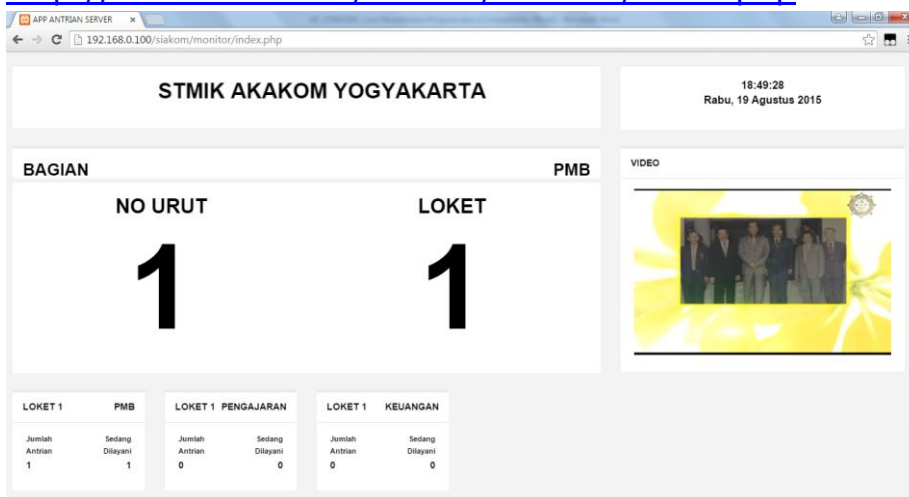 APP ANTRIAN SERVER
192.168.0.100/siakom/monitor/index.php
STMIK AKAKOM YOGYAKARTA
18:49:28
Rabu, 19 Agustus 2015
BAGIAN PMB
VIDEO
NO URUT LOKET
1 1
LOKET 1 PMB
Jumlah Antrian Sedang Dilayani
1 1
LOKET 1 PENGAJARAN
Jumlah Antrian Sedang Dilayani
0 0
LOKET 1 KEUANGAN
Jumlah Antrian Sedang Dilayani
0 0